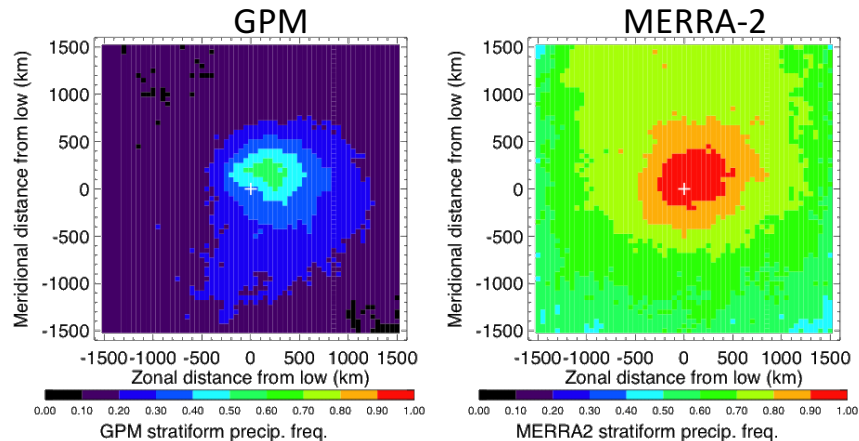 GPM
MERRA-2
Meridional distance from low (km)
1500
1000
500
0
-500
-1000
-1500
-1500 -1000 -500 0 500 1000 1500
Zonal distance from low (km)
0.00 0.10 0.20 0.30 0.40 0.50 0.60 0.70 0.80 0.90 1.00
GPM stratiform precip. freq.
Meridional distance from low (km)
1500
1000
500
0
-500
-1000
-1500
-1500 -1000 -500 0 500 1000 1500
Zonal distance from low (km)
0.00 0.10 0.20 0.30 0.40 0.50 0.60 0.70 0.80 0.90 1.00
MERRA2 stratiform precip. freq.